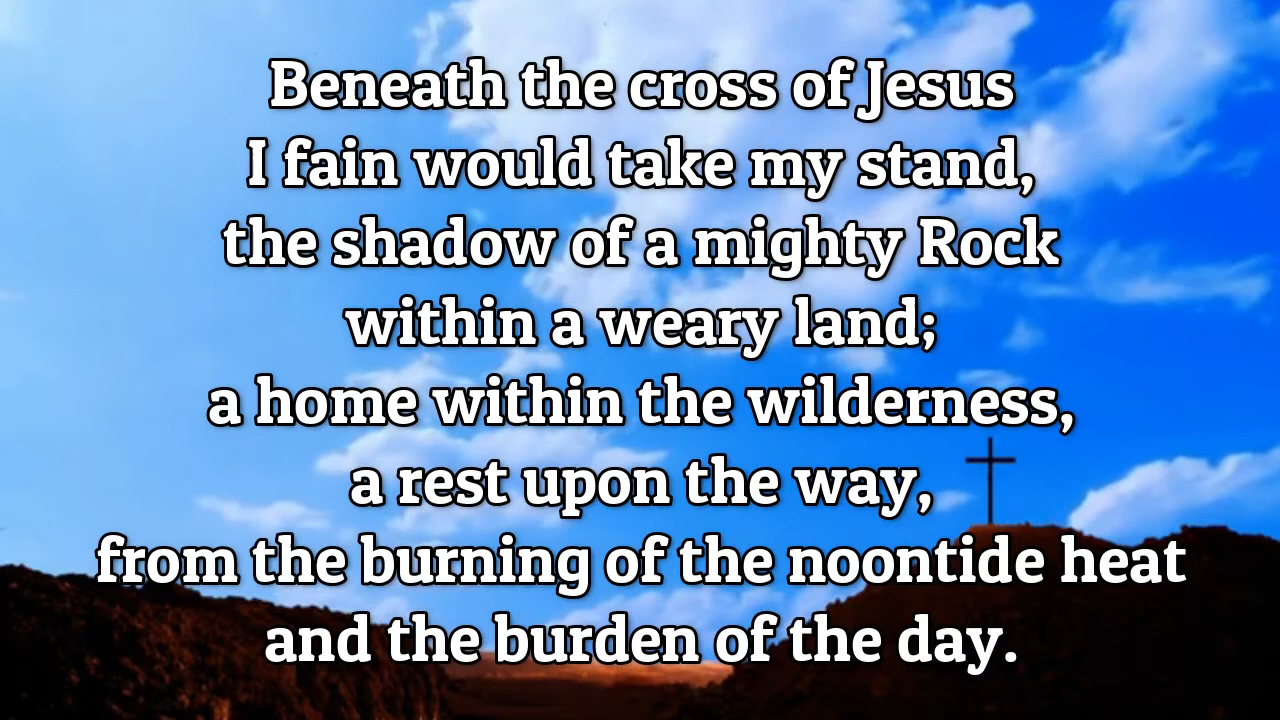 Beneath the cross of Jesus
I fain would take my stand,
the shadow of a mighty Rock
within a weary land;
a home within the wilderness,
a rest upon the way,
from the burning of the noontide heat
and the burden of the day.